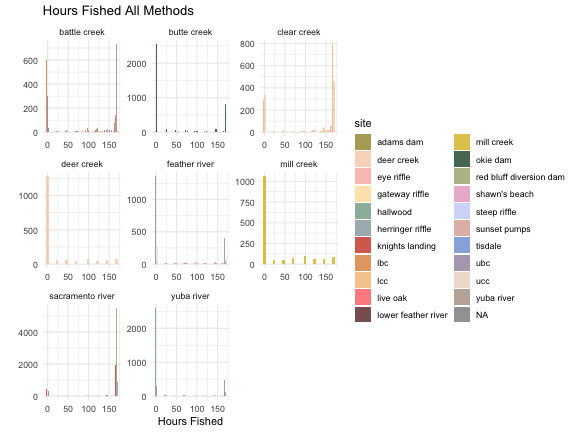 Hours Fished All Methods
battle creek
butte creek
clear creek
600
400
200
0
2000
1000
0
800
600
400
200
0
0 50 100 150
0 50 100 150
0 50 100 150
deer creek
feather river
mill creek
1000
500
0
1000
500
0
1000
750
500
250
0
0 50 100 150
0 50 100 150
0 50 100 150
sacramento river
yuba river
4000
2000
0
2000
1000
0
0 50 100 150
0 50 100 150
Hours Fished
site
adams dam
deer creek
eye riffle
gateway riffle
hallwood
herringer riffle
knights landing
lbc
lcc
live oak
lower feather river
mill creek
okie dam
red bluff diversion dam
shawn's beach
steep riffle
sunset pumps
tisdale
ubc
ucc
yuba river
NA